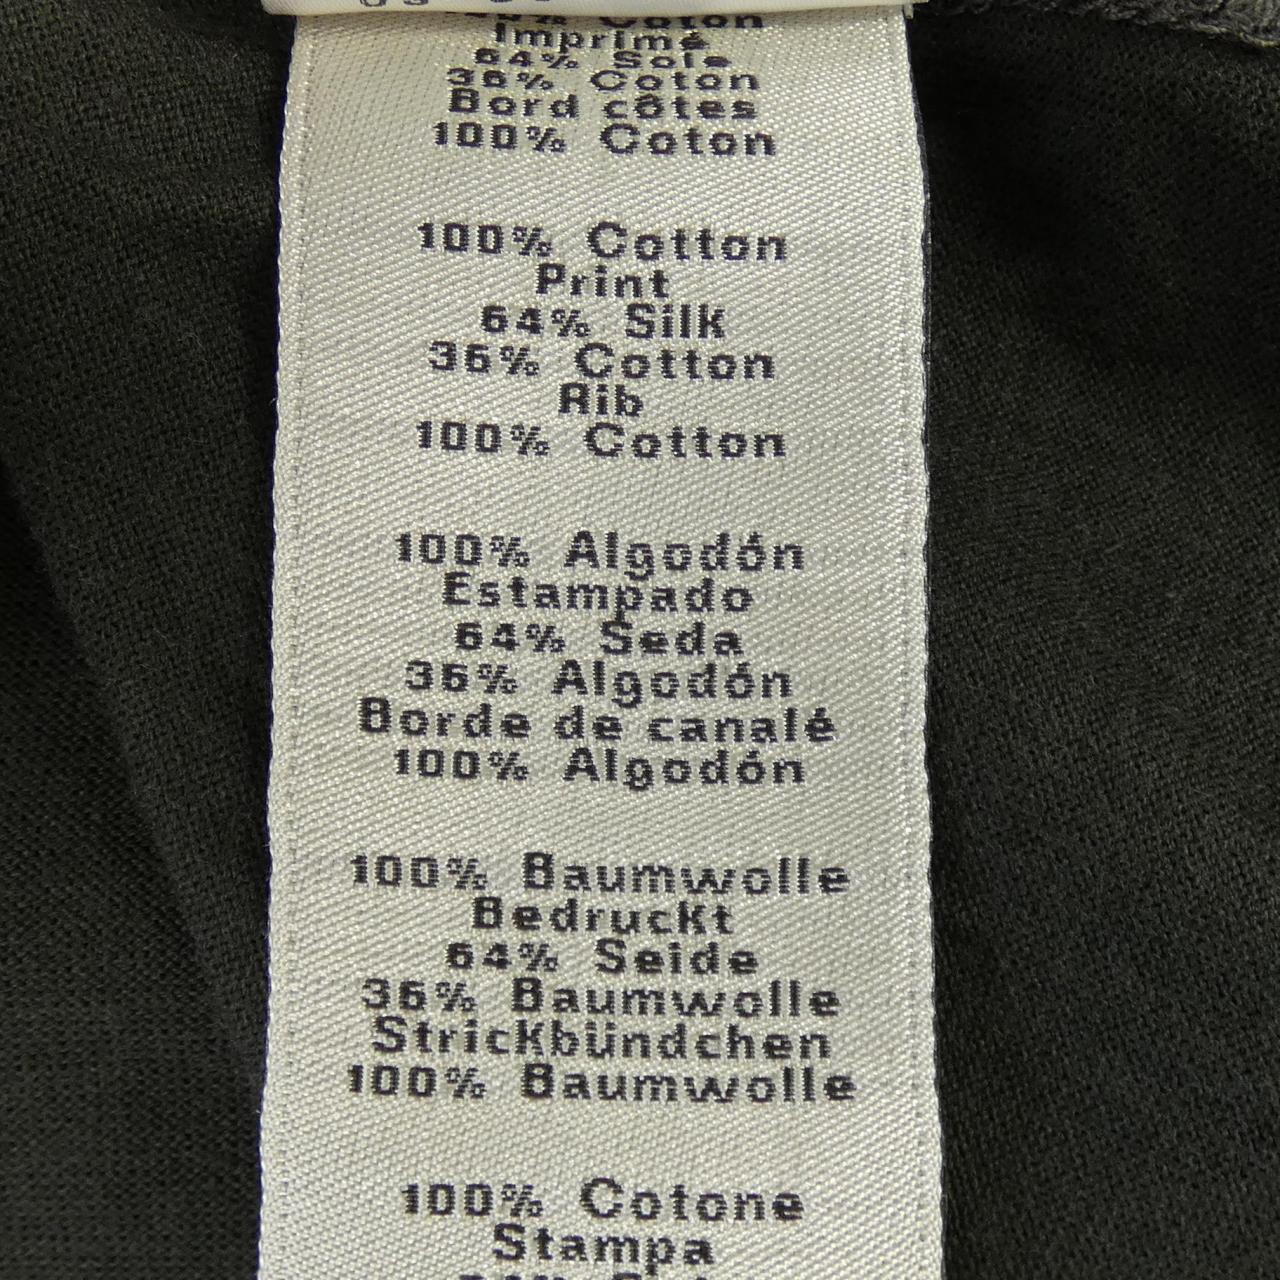 100% Coton
Imprimé
64% Soie
36% Coton
Bord côtes
100% Coton
100% Cotton
Print
64% Silk
36% Cotton
Rib
100% Cotton
100% Algodón
Estampado
64% Seda
36% Algodón
Borde de canalé
100% Algodón
100% Baumwolle
Bedruckt
64% Seide
36% Baumwolle
Strickbündchen
100% Baumwolle
100% Cotone
Stampa